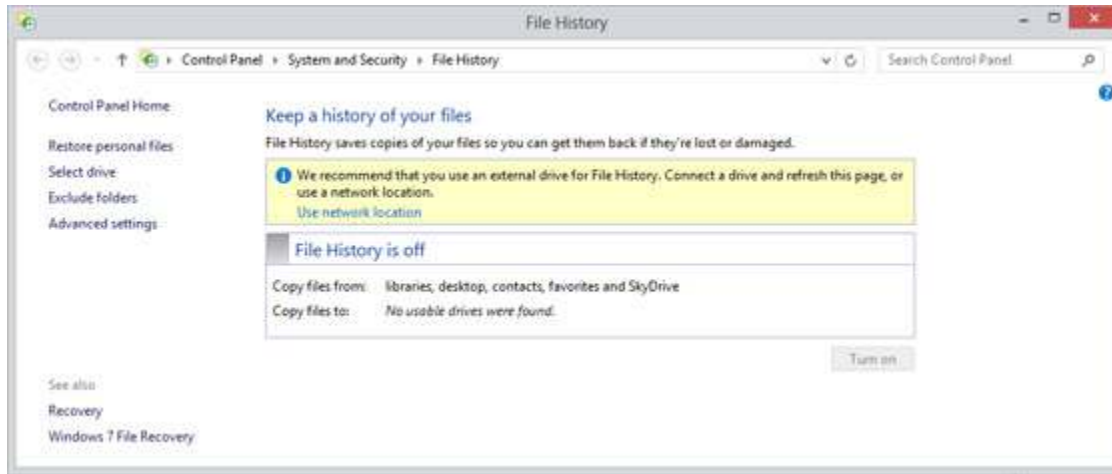 File History
Control Panel › System and Security › File History
Search Control Panel
Control Panel Home
Restore personal files
Select drive
Exclude folders
Advanced settings
Keep a history of your files
File History saves copies of your files so you can get them back if they're lost or damaged.
We recommend that you use an external drive for File History. Connect a drive and refresh this page, or
use a network location.
Use network location
File History is off
Copy files from: libraries, desktop, contacts, favorites and SkyDrive
Copy files to: No usable drives were found.
Turn on
See also
Recovery
Windows 7 File Recovery